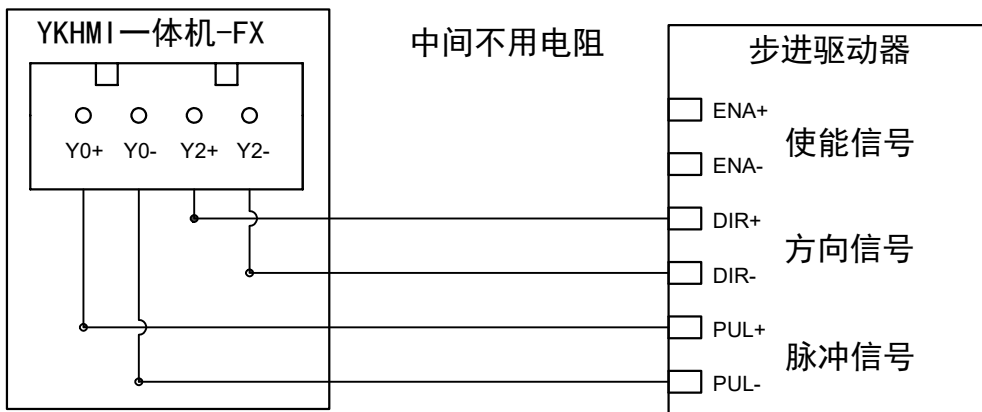 YKHMI一体机-FX
Y0+ Y0- Y2+ Y2-
中间不用电阻
步进驱动器
ENA+
使能信号
ENA-
DIR+
方向信号
DIR-
PUL+
脉冲信号
PUL-